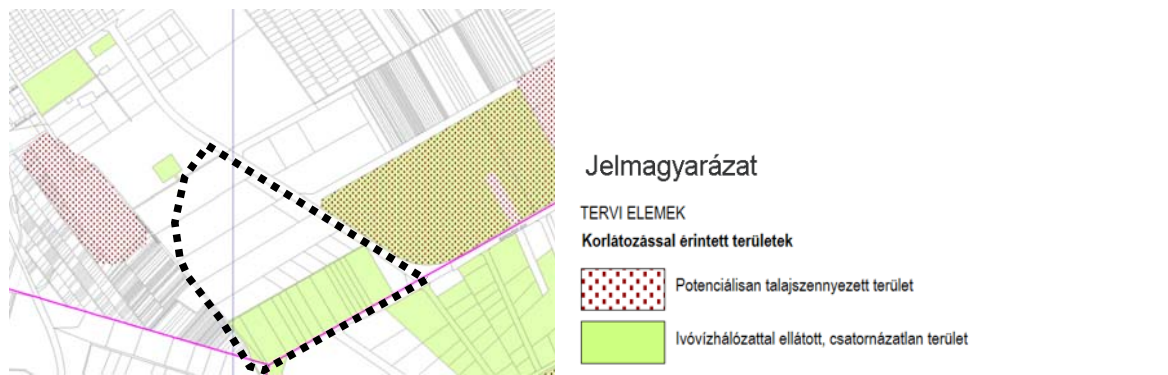 Jelmagyarázat
TERVI ELEMEK
Korlátozással érintett területek
Potenciálisan talajszennyezett terület
Ivóvízhálózattal ellátott, csatornázatlan terület